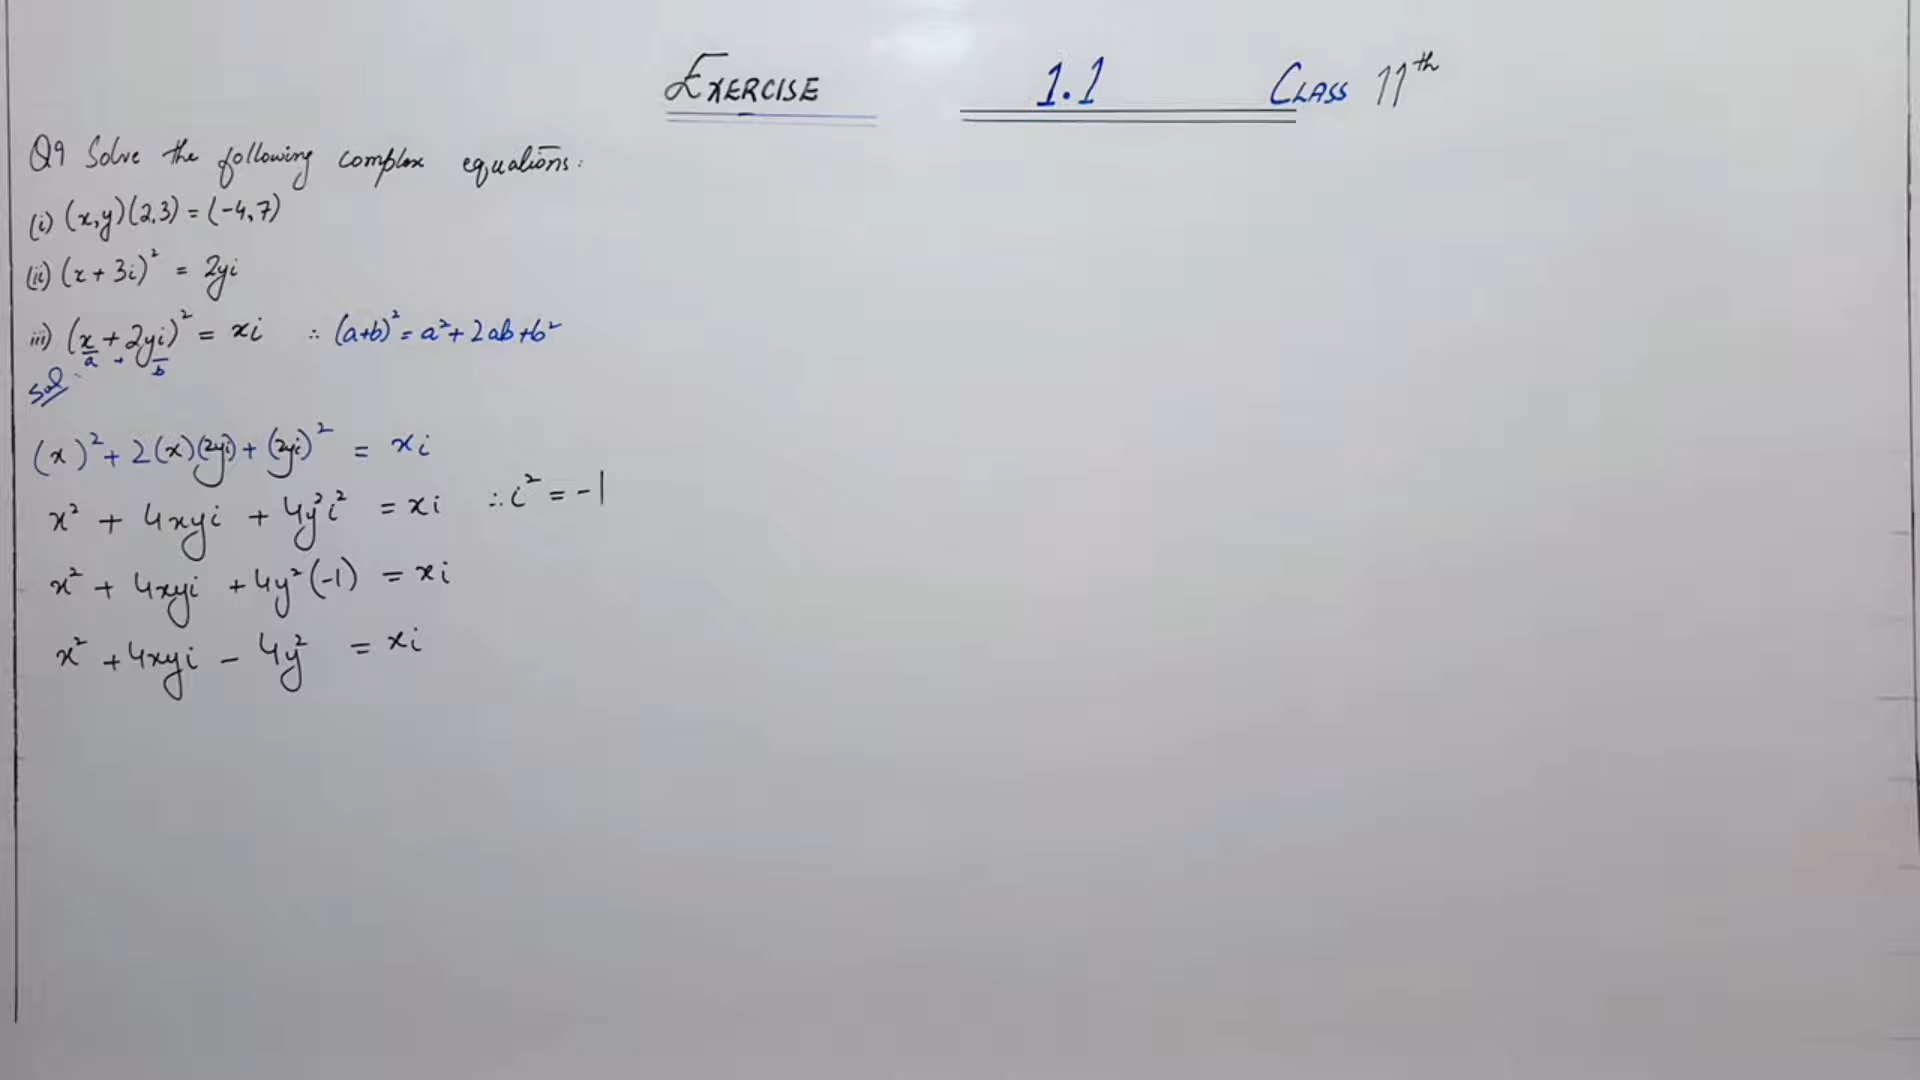 EXERCISE 1.1 CLASS 11th
Q9 Solve the following complex equations:
(i) (x,y)(2,3) = (-4,7)
(ii) (x + 3i)² = 2yi
iii) (x + 2yi)² = xi ∴ (a+b)² = a² + 2ab + b²
a + b
Sol:
(x)² + 2(x)(2yi) + (2yi)² = xi
x² + 4xyi + 4y²i² = xi ∴ i² = -1
x² + 4xyi + 4y²(-1) = xi
x² + 4xyi - 4y² = xi